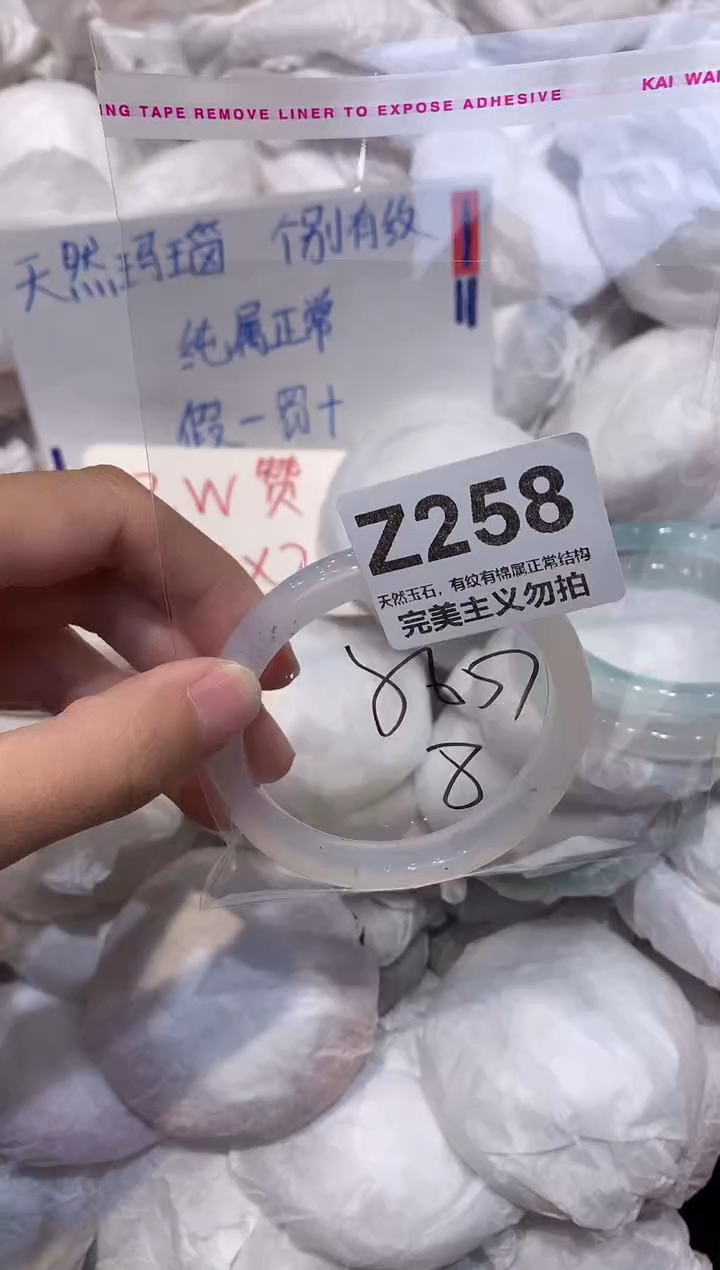 NG TAPE REMOVE LINER TO EXPOSE ADHESIVE KAI WA
天然玛瑙 个别有纹
纯属正常
假一罚十
W 赞
X2
Z258
天然玉石，有纹有棉属正常结构
完美主义勿拍
8